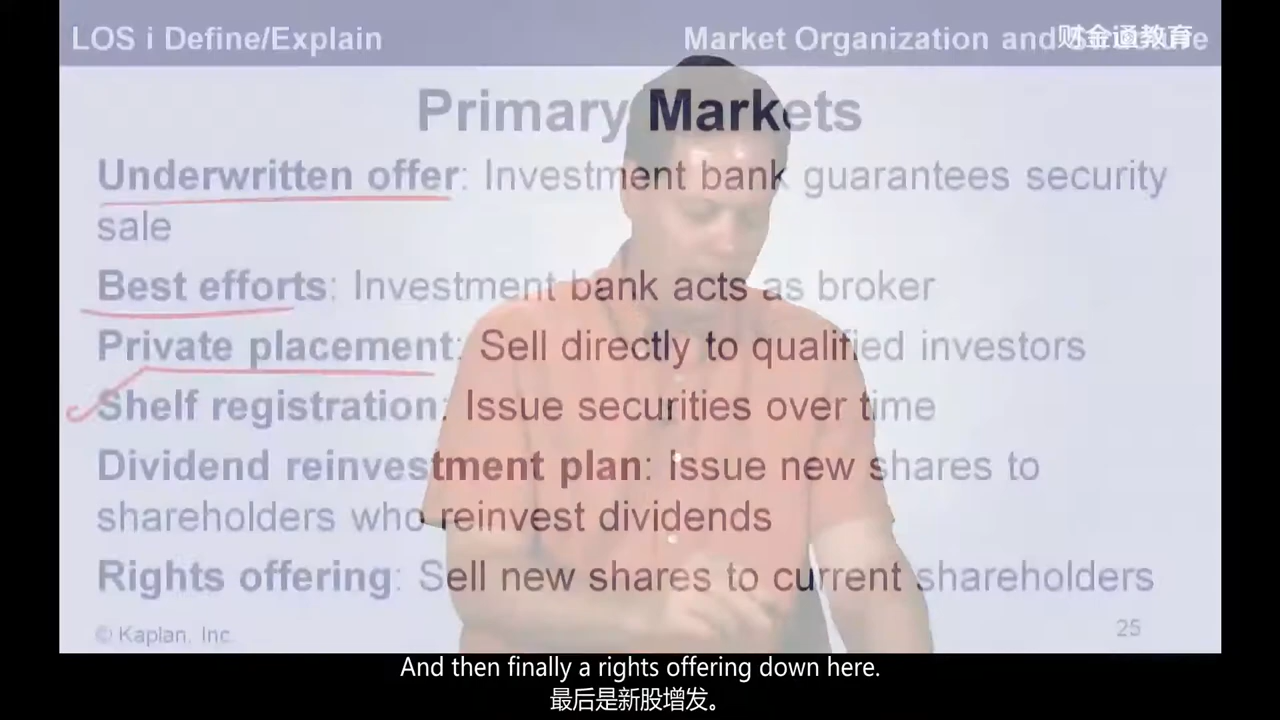 LOS i Define/Explain
Market Organization and Structure
财金通教育
Primary Markets
Underwritten offer: Investment bank guarantees security
sale
Best efforts: Investment bank acts as broker
Private placement: Sell directly to qualified investors
Shelf registration: Issue securities over time
Dividend reinvestment plan: Issue new shares to
shareholders who reinvest dividends
Rights offering: Sell new shares to current shareholders
© Kaplan, Inc.
25
And then finally a rights offering down here.
最后是新股增发。